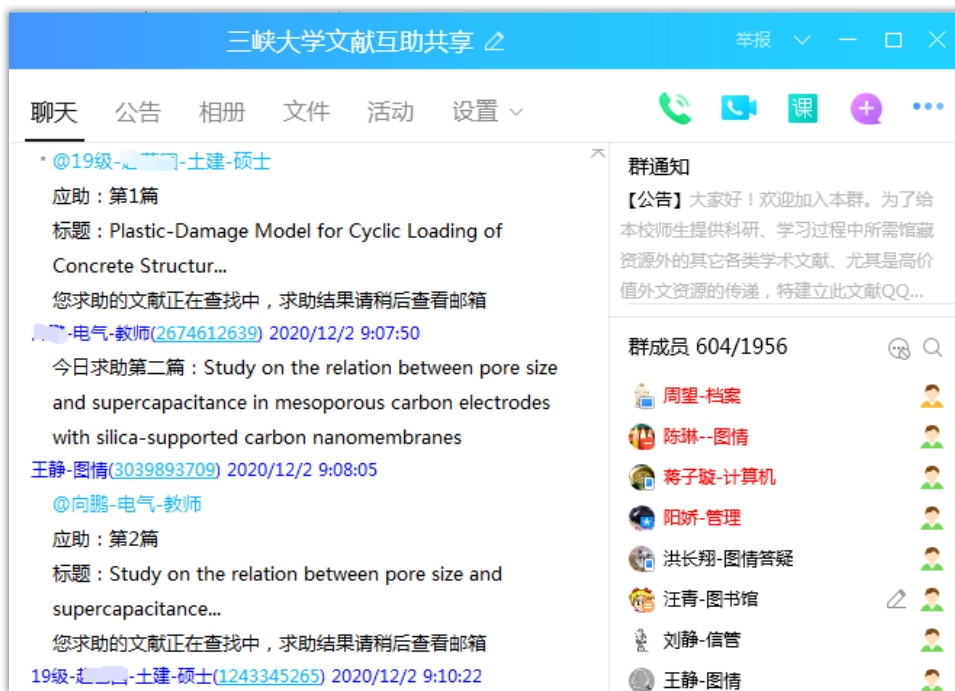 三峡大学文献互助共享
举报
聊天 公告 相册 文件 活动 设置
课
@19级- -土建-硕士
应助：第1篇
标题：Plastic-Damage Model for Cyclic Loading of
Concrete Structur...
您求助的文献正在查找中，求助结果请稍后查看邮箱
-电气-教师(2674612639) 2020/12/2 9:07:50
今日求助第二篇：Study on the relation between pore size
and supercapacitance in mesoporous carbon electrodes
with silica-supported carbon nanomembranes
王静-图情(3039893709) 2020/12/2 9:08:05
@向鹏-电气-教师
应助：第2篇
标题：Study on the relation between pore size and
supercapacitance...
您求助的文献正在查找中，求助结果请稍后查看邮箱
19级- -土建-硕士(1243345265) 2020/12/2 9:10:22
群通知
【公告】大家好！欢迎加入本群。为了给
本校师生提供科研、学习过程中所需馆藏
资源外的其它各类学术文献、尤其是高价
值外文资源的传递，特建立此文献QQ...
群成员 604/1956
周望-档案
陈琳--图情
蒋子璇-计算机
阳娇-管理
洪长翔-图情答疑
汪青-图书馆
刘静-信管
王静-图情